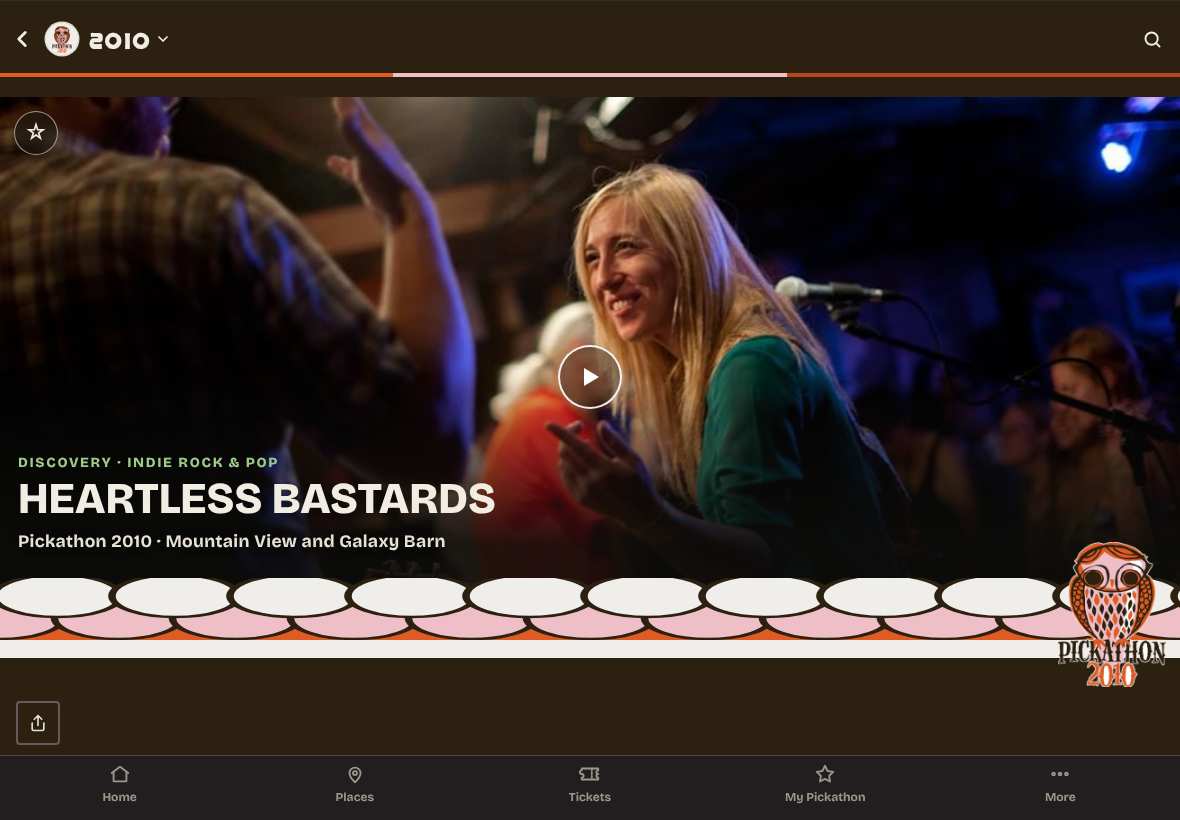 2010
DISCOVERY · INDIE ROCK & POP
HEARTLESS BASTARDS
Pickathon 2010 · Mountain View and Galaxy Barn
PICKATHON
2010
Home
Places
Tickets
My Pickathon
More